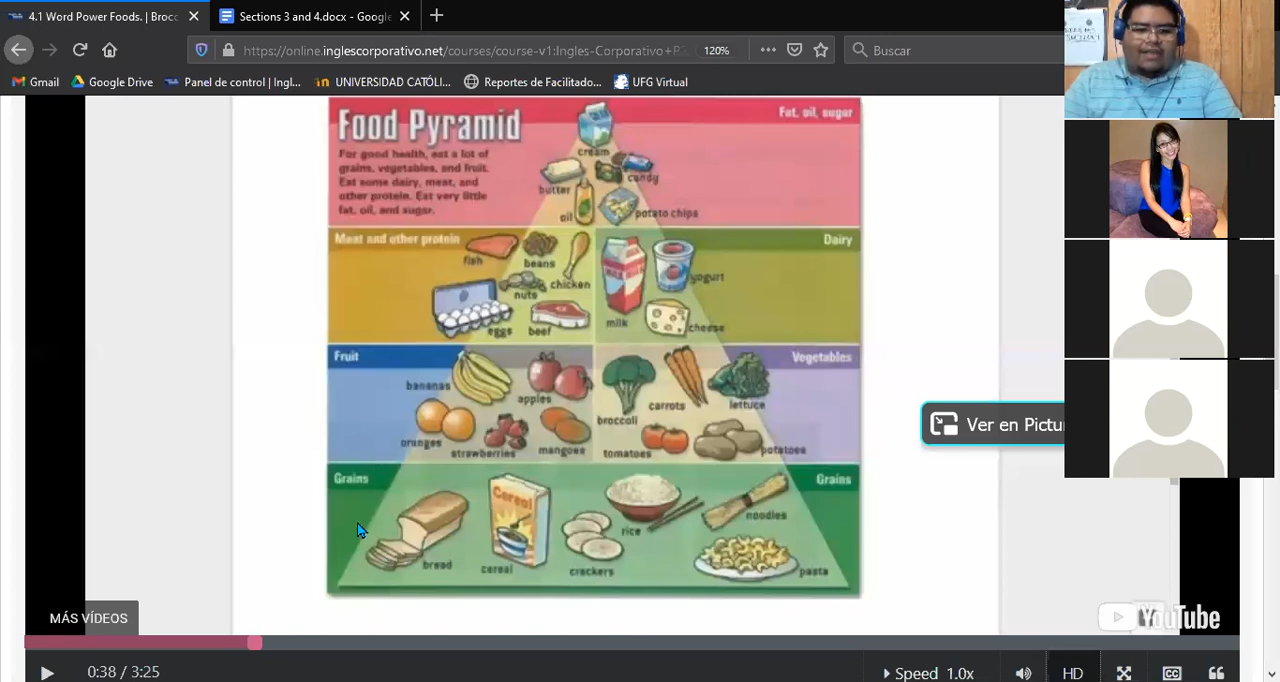 4.1 Word Power Foods. | Brocc
Sections 3 and 4.docx - Google
https://online.inglescorporativo.net/courses/course-v1:Ingles-Corporativo+P
120%
Buscar
Gmail
Google Drive
Panel de control | Ingl...
UNIVERSIDAD CATÓLI...
Reportes de Facilitado...
UFG Virtual
Food Pyramid
Fat, oil, sugar
For good health, eat a lot of
grains, vegetables, and fruit.
Eat some dairy, meat, and
other protein. Eat very little
fat, oil, and sugar.
cream
butter
candy
oil
potato chips
Meat and other protein
Dairy
fish
beans
chicken
nuts
eggs
beef
milk
yogurt
cheese
Fruit
Vegetables
bananas
apples
oranges
strawberries
mangoes
broccoli
carrots
lettuce
tomatoes
potatoes
Grains
Grains
bread
Cereal
cereal
crackers
rice
noodles
pasta
Ver en Pictu
MÁS VÍDEOS
YouTube
0:38 / 3:25
Speed 1.0x
HD
CC